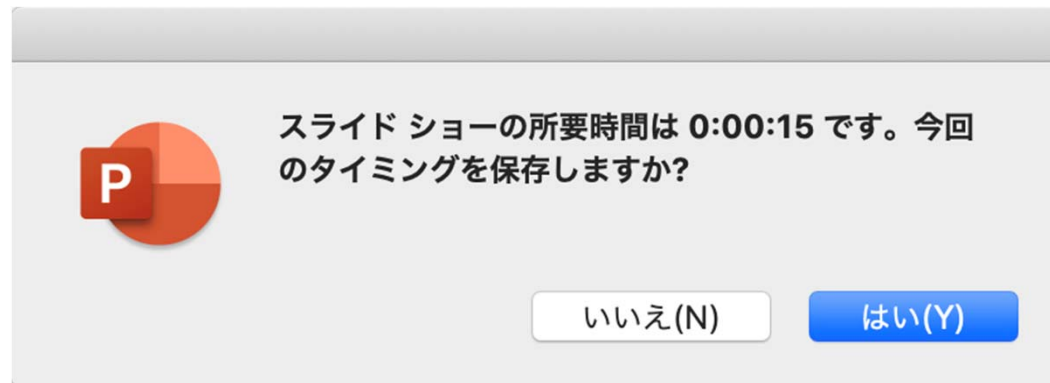 スライド ショーの所要時間は 0:00:15 です。今回
のタイミングを保存しますか?
P
いいえ(N)
はい(Y)